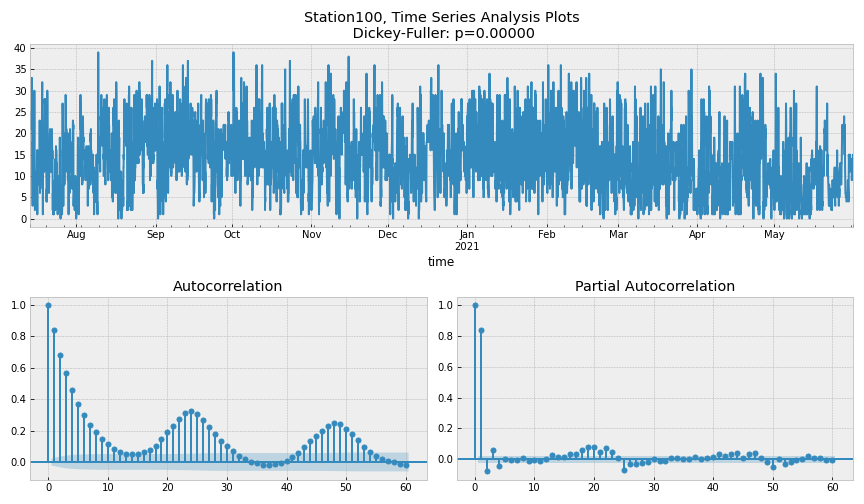 Station100, Time Series Analysis Plots
Dickey-Fuller: p=0.00000
40
35
30
25
20
15
10
5
0
Aug Sep Oct Nov Dec Jan Feb Mar Apr May
2021
time
Autocorrelation
1.0
0.8
0.6
0.4
0.2
0.0
0 10 20 30 40 50 60
Partial Autocorrelation
1.0
0.8
0.6
0.4
0.2
0.0
0 10 20 30 40 50 60